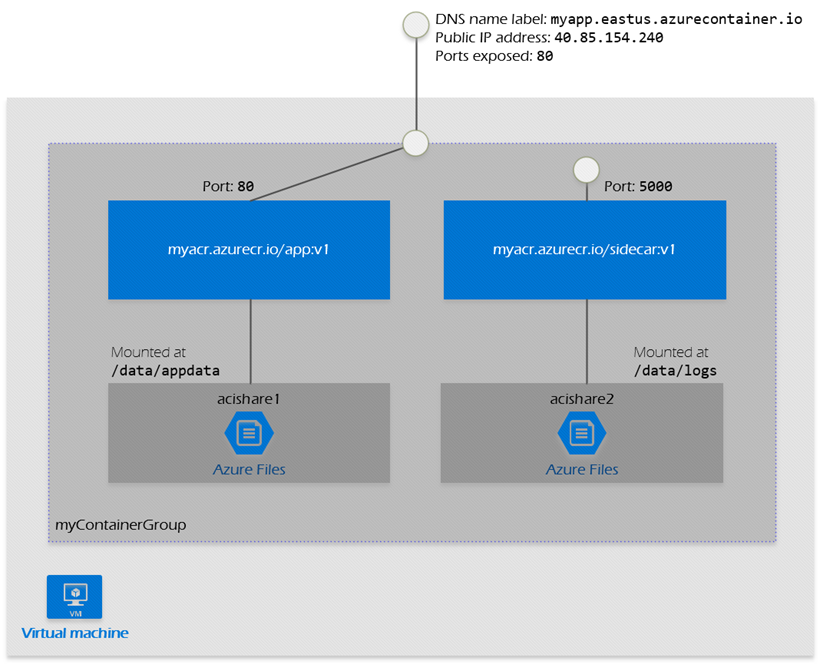 DNS name label: myapp.eastus.azurecontainer.io
Public IP address: 40.85.154.240
Ports exposed: 80
Port: 80
Port: 5000
myacr.azurecr.io/app:v1
myacr.azurecr.io/sidecar:v1
Mounted at
/data/appdata
Mounted at
/data/logs
acishare1
Azure Files
acishare2
Azure Files
myContainerGroup
VM
Virtual machine